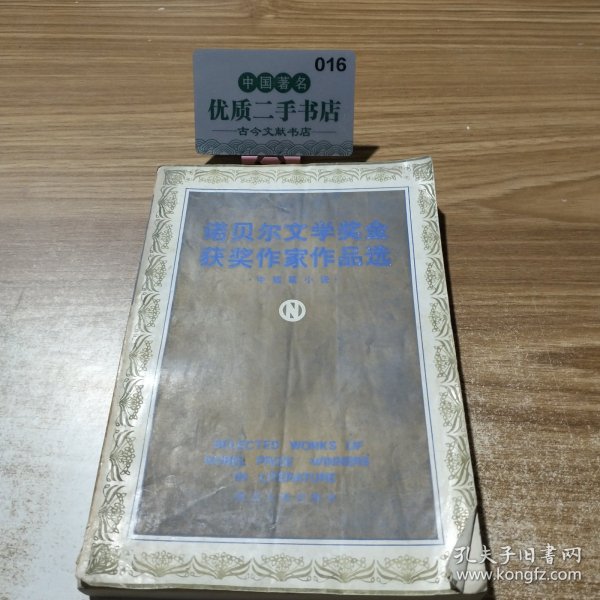 016
中国著名
优质二手书店
古今文献书店
诺贝尔文学奖金
获奖作家作品选
·中短篇小说·
N
SELECTED WORKS OF
NOBEL PRIZE WINNERS
IN LITERATURE
孔夫子旧书网
www.kongfz.com